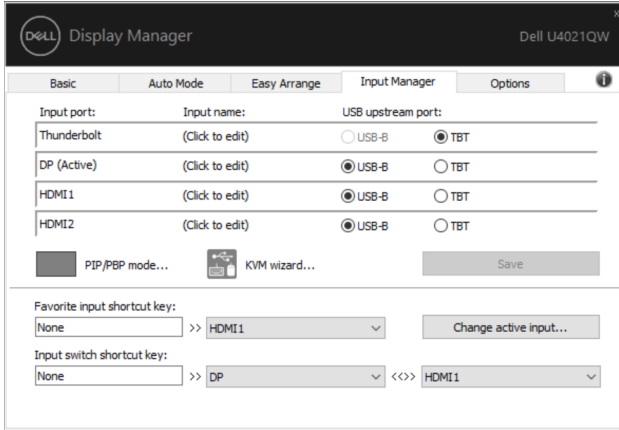 x
DELL Display Manager Dell U4021QW
Basic Auto Mode Easy Arrange Input Manager Options i
Input port: Input name: USB upstream port:
Thunderbolt (Click to edit) USB-B TBT
DP (Active) (Click to edit) USB-B TBT
HDMI1 (Click to edit) USB-B TBT
HDMI2 (Click to edit) USB-B TBT
PIP/PBP mode... KVM wizard... Save
Favorite input shortcut key:
None >> HDMI1 Change active input...
Input switch shortcut key:
None >> DP <<>> HDMI1